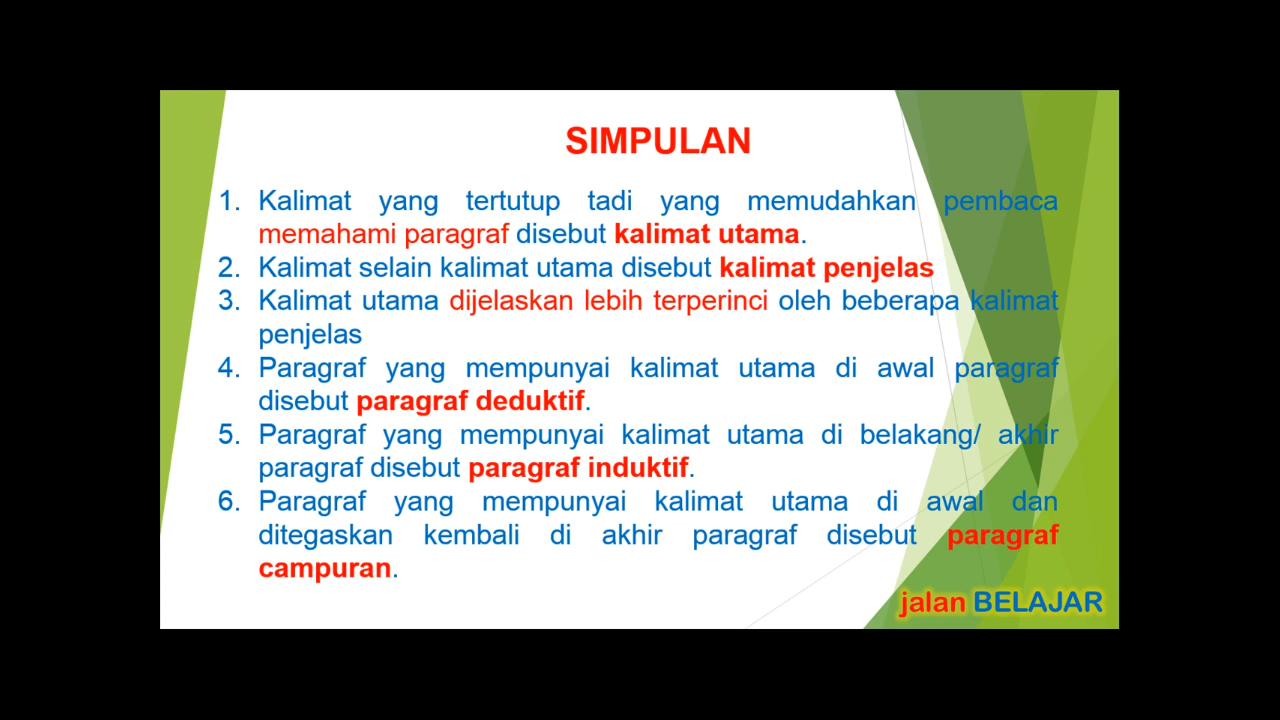 SIMPULAN
1. Kalimat yang tertutup tadi yang memudahkan pembaca
memahami paragraf disebut kalimat utama.
2. Kalimat selain kalimat utama disebut kalimat penjelas
3. Kalimat utama dijelaskan lebih terperinci oleh beberapa kalimat
penjelas
4. Paragraf yang mempunyai kalimat utama di awal paragraf
disebut paragraf deduktif.
5. Paragraf yang mempunyai kalimat utama di belakang/ akhir
paragraf disebut paragraf induktif.
6. Paragraf yang mempunyai kalimat utama di awal dan
ditegaskan kembali di akhir paragraf disebut paragraf
campuran.
jalan BELAJAR